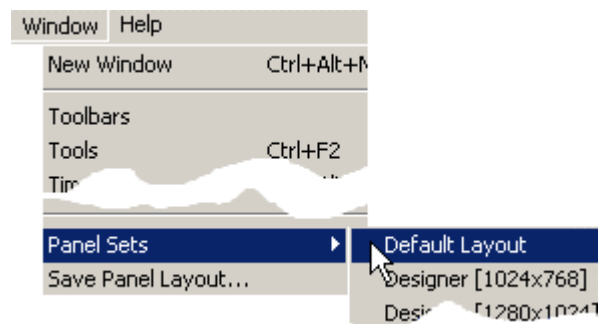 Window Help
New Window Ctrl+Alt+N
Toolbars
Tools Ctrl+F2
Panel Sets Default Layout
Save Panel Layout... Designer [1024x768]
[1280x1024]